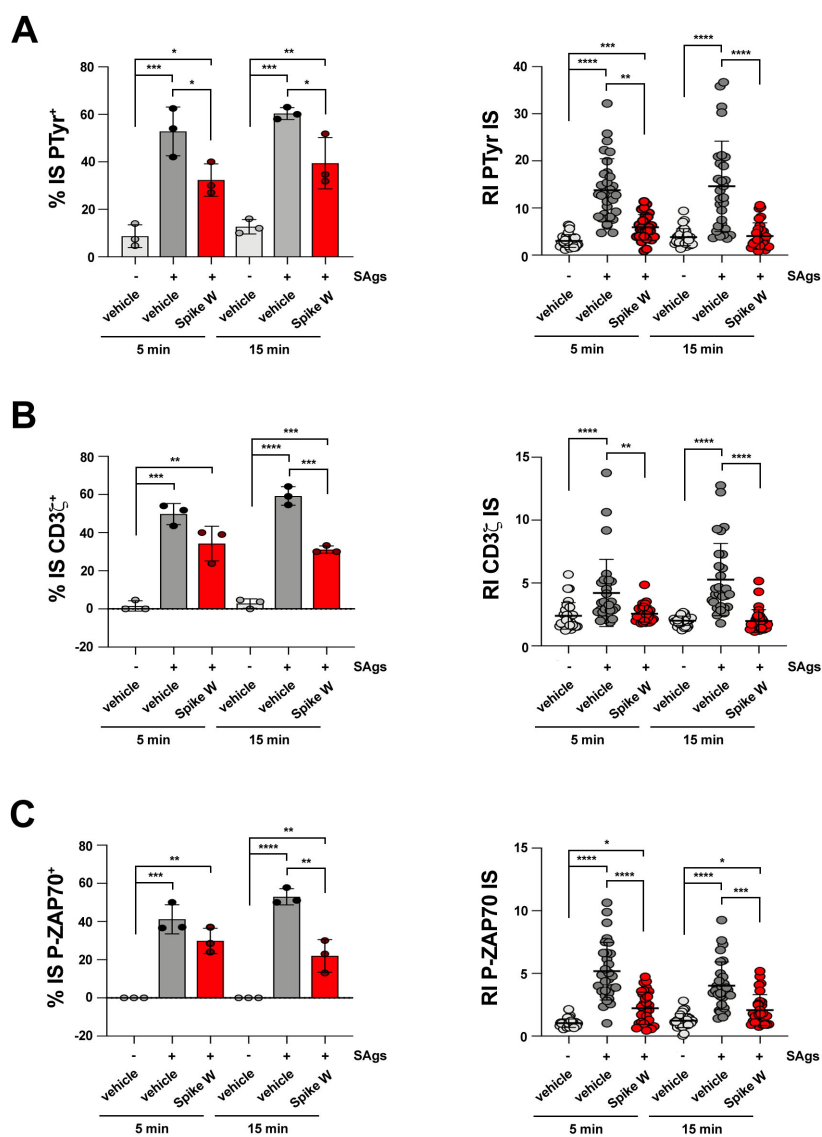 A
% IS PTyr⁺
80
60
40
20
0
* ** *** *** * *
- + + - + + SAgs
vehicle vehicle Spike W vehicle vehicle Spike W
5 min 15 min
RI PTyr IS
40
30
20
10
0
**** *** **** ** ****
- + + - + + SAgs
vehicle vehicle Spike W vehicle vehicle Spike W
5 min 15 min
B
% IS CD3ζ⁺
80
60
40
20
0
-20
*** **** ** *** ***
- + + - + + SAgs
vehicle vehicle Spike W vehicle vehicle Spike W
5 min 15 min
RI CD3ζ IS
15
10
5
0
**** ** **** ****
- + + - + + SAgs
vehicle vehicle Spike W vehicle vehicle Spike W
5 min 15 min
C
% IS P-ZAP70⁺
80
60
40
20
0
-20
** **** ** *** **
- + + - + + SAgs
vehicle vehicle Spike W vehicle vehicle Spike W
5 min 15 min
RI P-ZAP70 IS
15
10
5
0
* **** * **** **** ***
- + + - + + SAgs
vehicle vehicle Spike W vehicle vehicle Spike W
5 min 15 min